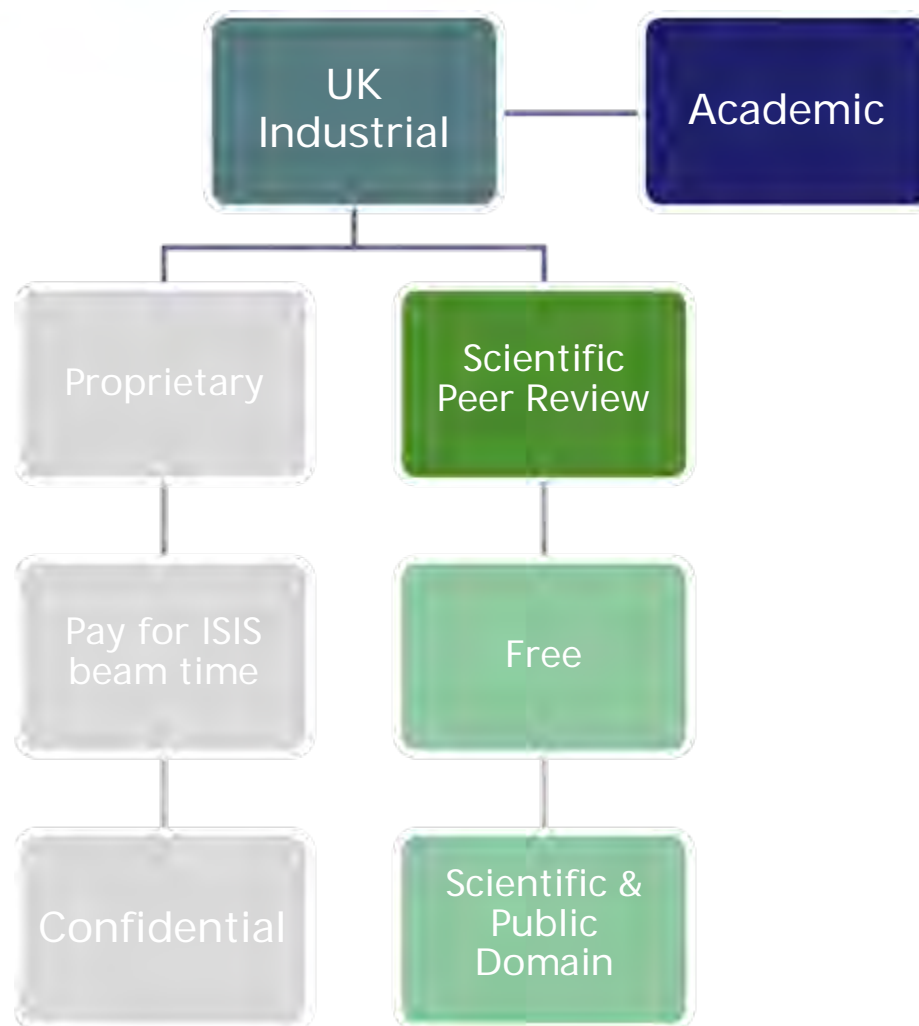 UK
Industrial
Academic
Proprietary
Scientific
Peer Review
Pay for ISIS
beam time
Free
Confidential
Scientific &
Public
Domain